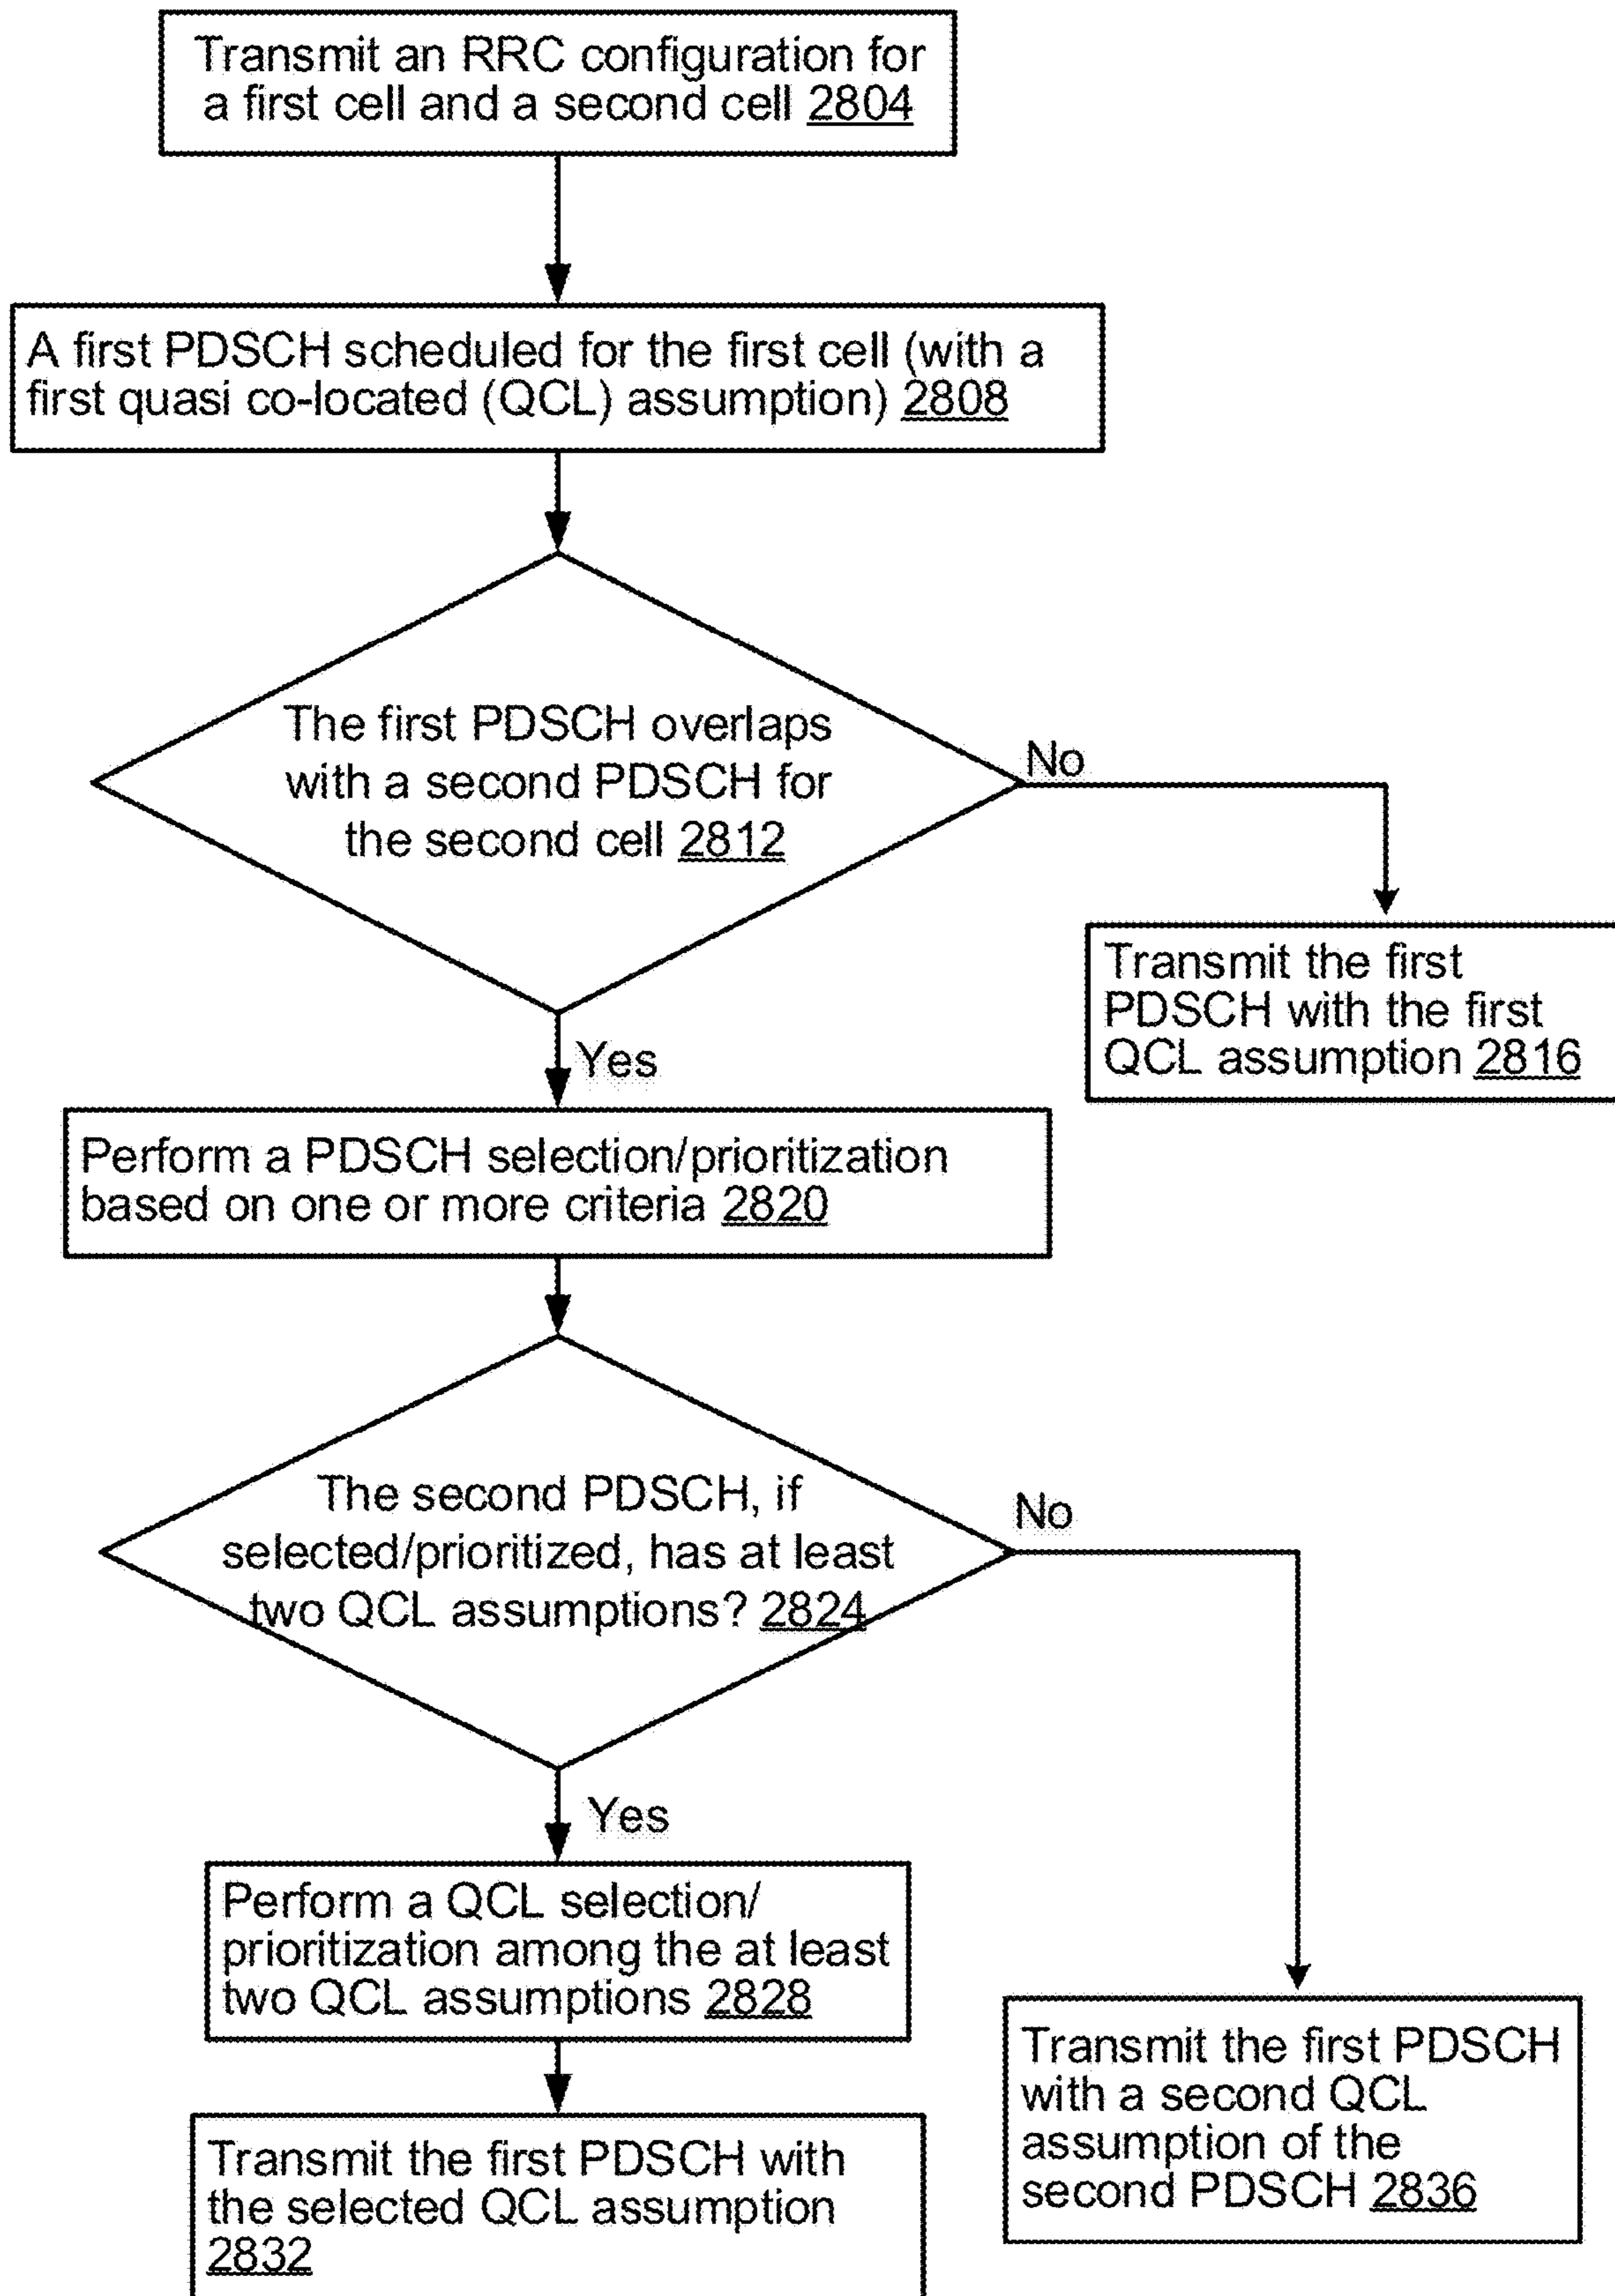 Transmit an RRC configuration for
a first cell and a second cell 2804
A first PDSCH scheduled for the first cell (with a
first quasi co-located (QCL) assumption) 2808
The first PDSCH overlaps
with a second PDSCH for
the second cell 2812
No
Transmit the first
PDSCH with the first
QCL assumption 2816
Yes
Perform a PDSCH selection/prioritization
based on one or more criteria 2820
The second PDSCH, if
selected/prioritized, has at least
two QCL assumptions? 2824
No
Yes
Perform a QCL selection/
prioritization among the at least
two QCL assumptions 2828
Transmit the first PDSCH
with a second QCL
assumption of the
second PDSCH 2836
Transmit the first PDSCH with
the selected QCL assumption
2832